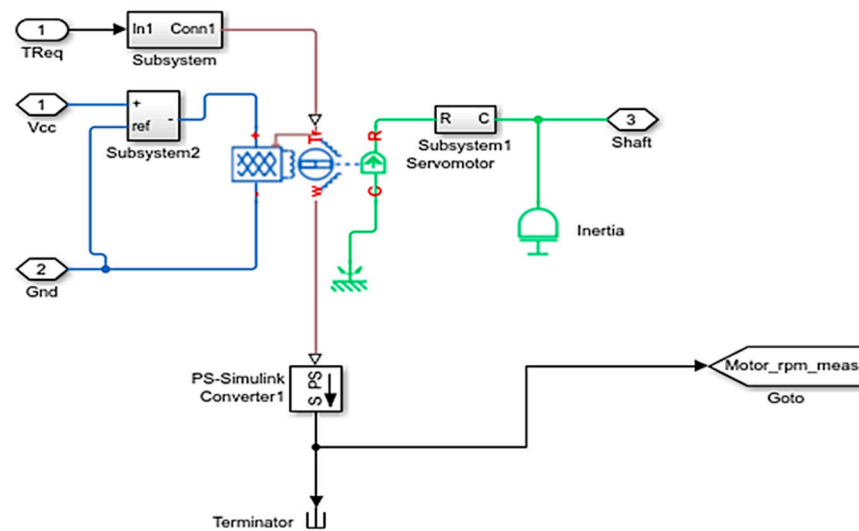 1
TReq
In1 Conn1
Subsystem
1
Vcc
+
ref
-
Subsystem2
2
Gnd
+
-
Tr
W
R
C
R C
Subsystem1
Servomotor
3
Shaft
Inertia
PS-Simulink
Converter1
S PS
Motor_rpm_meas
Goto
Terminator